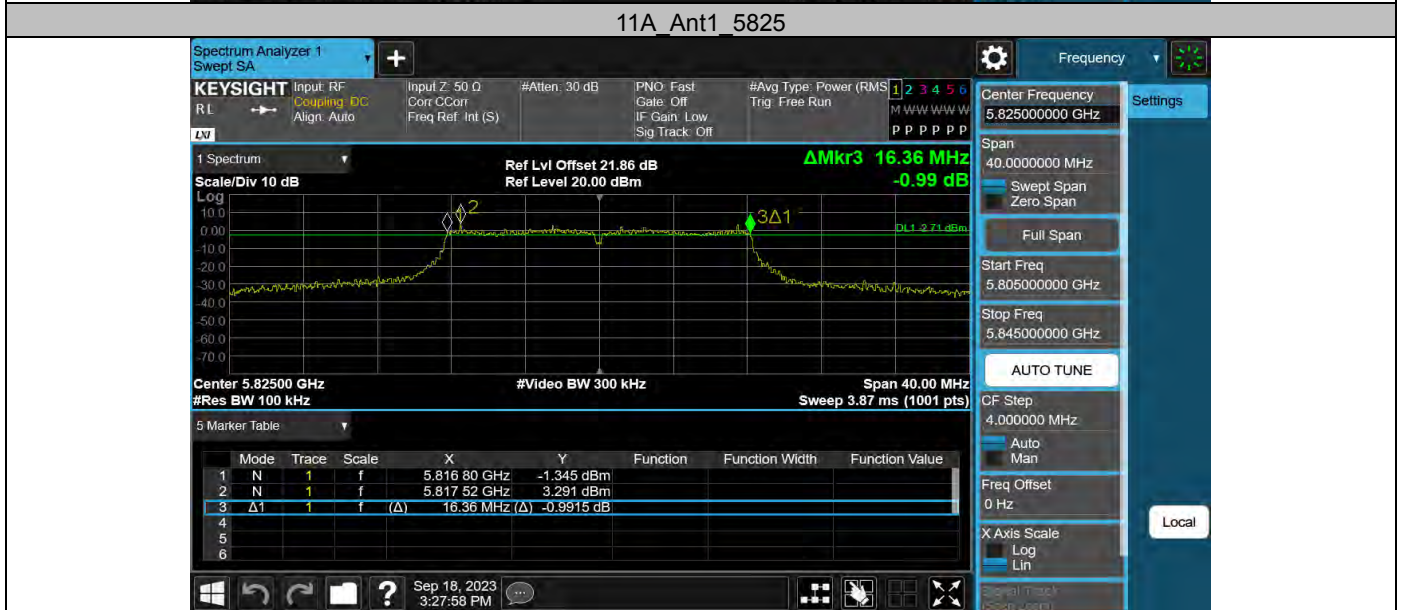 11A_Ant1_5825
Spectrum Analyzer 1
Swept SA
+
Frequency
KEYSIGHT Input: RF Input Z: 50 Ω #Atten: 30 dB PNO: Fast #Avg Type: Power (RMS 1 2 3 4 5 6
RL Coupling: DC Corr CCorr Gate: Off Trig: Free Run M W W W W W
Align: Auto Freq Ref: Int (S) IF Gain: Low
LXI Sig Track: Off P P P P P P
Center Frequency
5.825000000 GHz
Settings
Span
40.0000000 MHz
Swept Span
Zero Span
Full Span
Start Freq
5.805000000 GHz
Stop Freq
5.845000000 GHz
AUTO TUNE
CF Step
4.000000 MHz
Auto
Man
Freq Offset
0 Hz
X Axis Scale
Log
Lin
Local
1 Spectrum
Scale/Div 10 dB
Ref Lvl Offset 21.86 dB
Ref Level 20.00 dBm
ΔMkr3 16.36 MHz
-0.99 dB
Log
10.0
0.00
-10.0
-20.0
-30.0
-40.0
-50.0
-60.0
-70.0
2
3Δ1
DL1 -2.71 dBm
Center 5.82500 GHz #Video BW 300 kHz Span 40.00 MHz
#Res BW 100 kHz Sweep 3.87 ms (1001 pts)
5 Marker Table
Mode Trace Scale X Y Function Function Width Function Value
1 N 1 f 5.816 80 GHz -1.345 dBm
2 N 1 f 5.817 52 GHz 3.291 dBm
3 Δ1 1 f (Δ) 16.36 MHz (Δ) -0.9915 dB
4
5
6
? Sep 18, 2023
3:27:58 PM